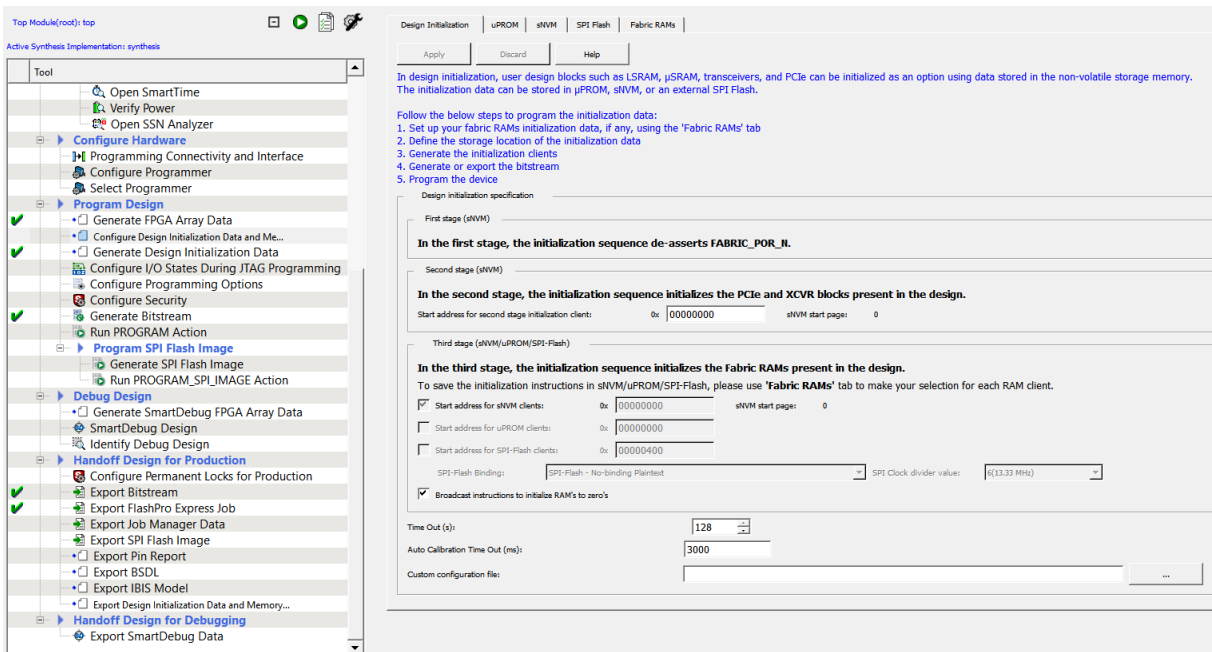 Top Module(root): top
Active Synthesis Implementation: synthesis
Tool
Open SmartTime
Verify Power
Open SSN Analyzer
Configure Hardware
Programming Connectivity and Interface
Configure Programmer
Select Programmer
Program Design
Generate FPGA Array Data
Configure Design Initialization Data and Me...
Generate Design Initialization Data
Configure I/O States During JTAG Programming
Configure Programming Options
Configure Security
Generate Bitstream
Run PROGRAM Action
Program SPI Flash Image
Generate SPI Flash Image
Run PROGRAM_SPI_IMAGE Action
Debug Design
Generate SmartDebug FPGA Array Data
SmartDebug Design
Identify Debug Design
Handoff Design for Production
Configure Permanent Locks for Production
Export Bitstream
Export FlashPro Express Job
Export Job Manager Data
Export SPI Flash Image
Export Pin Report
Export BSDL
Export IBIS Model
Export Design Initialization Data and Memory...
Handoff Design for Debugging
Export SmartDebug Data
Design Initialization uPROM sNVM SPI Flash Fabric RAMs
Apply Discard Help
In design initialization, user design blocks such as LSRAM, µSRAM, transceivers, and PCIe can be initialized as an option using data stored in the non-volatile storage memory.
The initialization data can be stored in µPROM, sNVM, or an external SPI Flash.
Follow the below steps to program the initialization data:
1. Set up your fabric RAMs initialization data, if any, using the 'Fabric RAMs' tab
2. Define the storage location of the initialization data
3. Generate the initialization clients
4. Generate or export the bitstream
5. Program the device
Design initialization specification
First stage (sNVM)
In the first stage, the initialization sequence de-asserts FABRIC_POR_N.
Second stage (sNVM)
In the second stage, the initialization sequence initializes the PCIe and XCVR blocks present in the design.
Start address for second stage initialization client: 0x 00000000 sNVM start page: 0
Third stage (sNVM/uPROM/SPI-Flash)
In the third stage, the initialization sequence initializes the Fabric RAMs present in the design.
To save the initialization instructions in sNVM/uPROM/SPI-Flash, please use 'Fabric RAMs' tab to make your selection for each RAM client.
Start address for sNVM clients: 0x 00000000 sNVM start page: 0
Start address for uPROM clients: 0x 00000000
Start address for SPI-Flash clients: 0x 00000400
SPI-Flash Binding: SPI-Flash - No-binding Plaintext SPI Clock divider value: 6(13.33 MHz)
Broadcast instructions to initialize RAM's to zero's
Time Out (s): 128
Auto Calibration Time Out (ms): 3000
Custom configuration file: ...